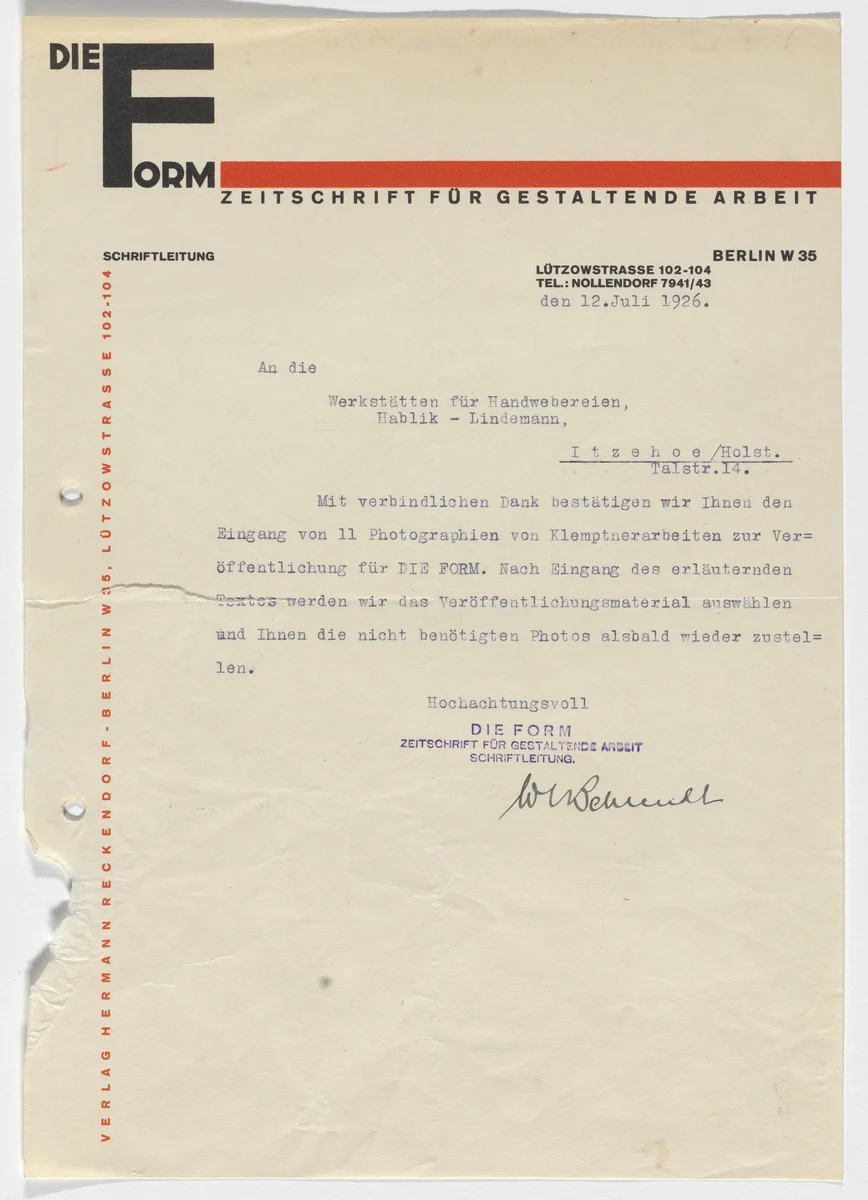 DIE FORM
ZEITSCHRIFT FÜR GESTALTENDE ARBEIT
SCHRIFTLEITUNG
BERLIN W 35
LÜTZOWSTRASSE 102-104
TEL.: NOLLENDORF 7941/43
den 12.Juli 1926.
An die
Werkstätten für Handwebereien,
Hablik - Lindemann,
I t z e h o e /Holst.
Talstr.14.
Mit verbindlichen Dank bestätigen wir Ihnen den
Eingang von 11 Photographien von Klemptnerarbeiten zur Ver=
öffentlichung für DIE FORM. Nach Eingang des erläuternden
Textes werden wir das Veröffentlichungsmaterial auswählen
und Ihnen die nicht benötigten Photos alsbald wieder zustel=
len.
Hochachtungsvoll
DIE FORM
ZEITSCHRIFT FÜR GESTALTENDE ARBEIT
SCHRIFTLEITUNG.
W C Behrendt
VERLAG HERMANN RECKENDORF - BERLIN W 35, LÜTZOWSTRASSE 102-104